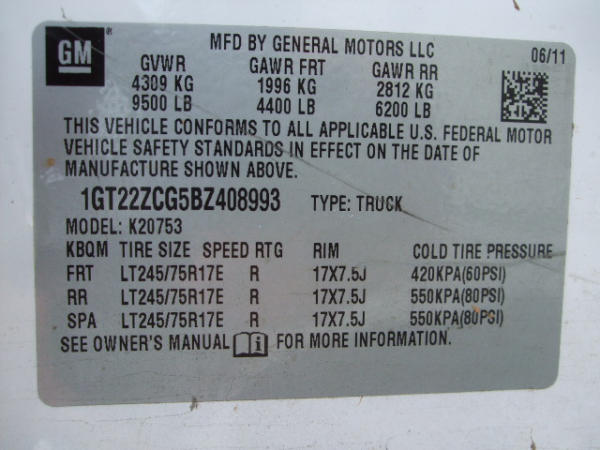 GM
MFD BY GENERAL MOTORS LLC
06/11
GVWR GAWR FRT GAWR RR
4309 KG 1996 KG 2812 KG
9500 LB 4400 LB 6200 LB
THIS VEHICLE CONFORMS TO ALL APPLICABLE U.S. FEDERAL MOTOR
VEHICLE SAFETY STANDARDS IN EFFECT ON THE DATE OF
MANUFACTURE SHOWN ABOVE.
1GT22ZCG5BZ408993 TYPE: TRUCK
MODEL: K20753
KBQM TIRE SIZE SPEED RTG RIM COLD TIRE PRESSURE
FRT LT245/75R17E R 17X7.5J 420KPA(60PSI)
RR LT245/75R17E R 17X7.5J 550KPA(80PSI)
SPA LT245/75R17E R 17X7.5J 550KPA(80PSI)
SEE OWNER'S MANUAL i FOR MORE INFORMATION.